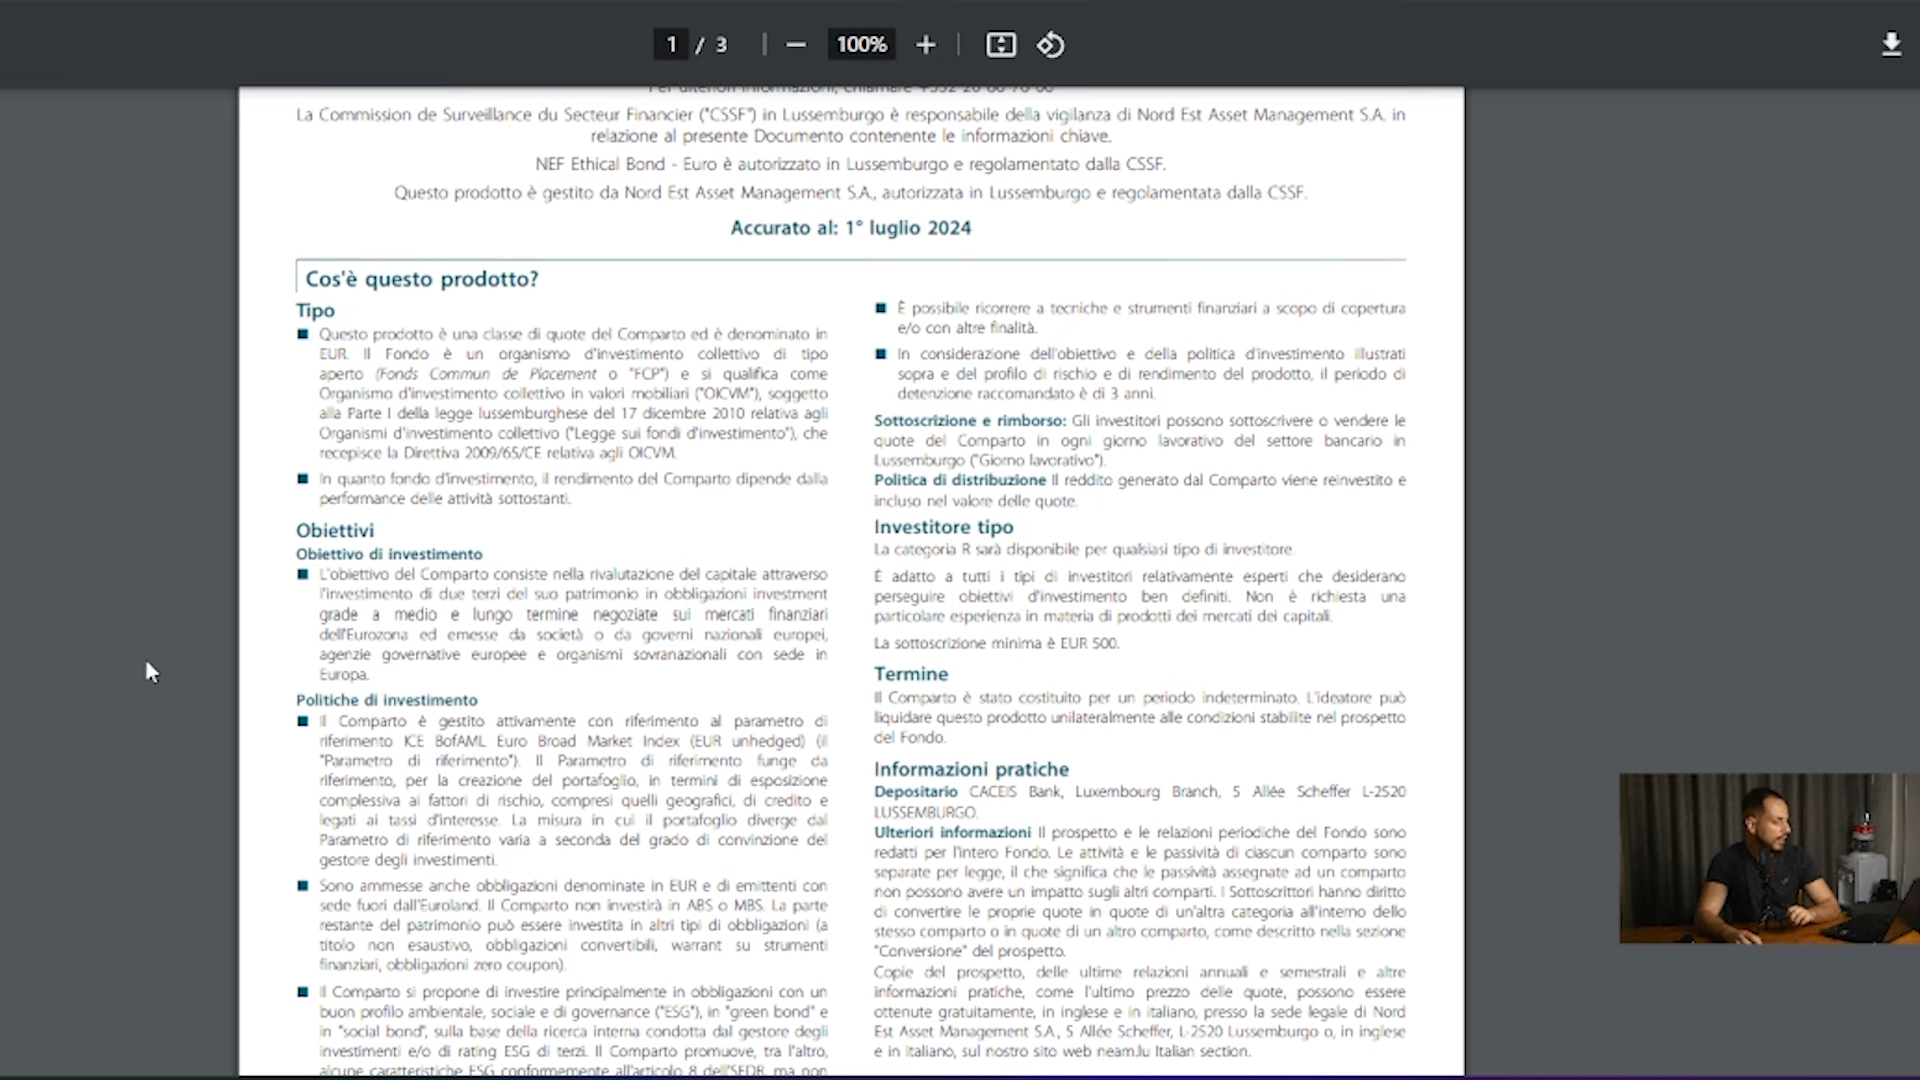 1 / 3
100%
Per ulteriori informazioni, chiamare +352 26 00 76 00
La Commission de Surveillance du Secteur Financier ("CSSF") in Lussemburgo è responsabile della vigilanza di Nord Est Asset Management S.A. in
relazione al presente Documento contenente le informazioni chiave.
NEF Ethical Bond - Euro è autorizzato in Lussemburgo e regolamentato dalla CSSF.
Questo prodotto è gestito da Nord Est Asset Management S.A., autorizzata in Lussemburgo e regolamentata dalla CSSF.
Accurato al: 1° luglio 2024
Cos'è questo prodotto?
Tipo
Questo prodotto è una classe di quote del Comparto ed è denominato in
EUR. Il Fondo è un organismo d'investimento collettivo di tipo
aperto (Fonds Commun de Placement o "FCP") e si qualifica come
Organismo d'investimento collettivo in valori mobiliari ("OICVM"), soggetto
alla Parte I della legge lussemburghese del 17 dicembre 2010 relativa agli
Organismi d'investimento collettivo ("Legge sui fondi d'investimento"), che
recepisce la Direttiva 2009/65/CE relativa agli OICVM.
In quanto fondo d'investimento, il rendimento del Comparto dipende dalla
performance delle attività sottostanti.
Obiettivi
Obiettivo di investimento
L'obiettivo del Comparto consiste nella rivalutazione del capitale attraverso
l'investimento di due terzi del suo patrimonio in obbligazioni investment
grade a medio e lungo termine negoziate sui mercati finanziari
dell'Eurozona ed emesse da società o da governi nazionali europei,
agenzie governative europee e organismi sovranazionali con sede in
Europa.
Politiche di investimento
Il Comparto è gestito attivamente con riferimento al parametro di
riferimento ICE BofAML Euro Broad Market Index (EUR unhedged) (il
"Parametro di riferimento"). Il Parametro di riferimento funge da
riferimento, per la creazione del portafoglio, in termini di esposizione
complessiva ai fattori di rischio, compresi quelli geografici, di credito e
legati ai tassi d'interesse. La misura in cui il portafoglio diverge dal
Parametro di riferimento varia a seconda del grado di convinzione del
gestore degli investimenti.
Sono ammesse anche obbligazioni denominate in EUR e di emittenti con
sede fuori dall'Euroland. Il Comparto non investirà in ABS o MBS. La parte
restante del patrimonio può essere investita in altri tipi di obbligazioni (a
titolo non esaustivo, obbligazioni convertibili, warrant su strumenti
finanziari, obbligazioni zero coupon).
Il Comparto si propone di investire principalmente in obbligazioni con un
buon profilo ambientale, sociale e di governance ("ESG"), in "green bond" e
in "social bond", sulla base della ricerca interna condotta dal gestore degli
investimenti e/o di rating ESG di terzi. Il Comparto promuove, tra l'altro,
alcune caratteristiche ESG conformemente all'articolo 8 dell'SFDR, ma non
È possibile ricorrere a tecniche e strumenti finanziari a scopo di copertura
e/o con altre finalità.
In considerazione dell'obiettivo e della politica d'investimento illustrati
sopra e del profilo di rischio e di rendimento del prodotto, il periodo di
detenzione raccomandato è di 3 anni.
Sottoscrizione e rimborso: Gli investitori possono sottoscrivere o vendere le
quote del Comparto in ogni giorno lavorativo del settore bancario in
Lussemburgo ("Giorno lavorativo").
Politica di distribuzione Il reddito generato dal Comparto viene reinvestito e
incluso nel valore delle quote.
Investitore tipo
La categoria R sarà disponibile per qualsiasi tipo di investitore.
È adatto a tutti i tipi di investitori relativamente esperti che desiderano
perseguire obiettivi d'investimento ben definiti. Non è richiesta una
particolare esperienza in materia di prodotti dei mercati dei capitali.
La sottoscrizione minima è EUR 500.
Termine
Il Comparto è stato costituito per un periodo indeterminato. L'ideatore può
liquidare questo prodotto unilateralmente alle condizioni stabilite nel prospetto
del Fondo.
Informazioni pratiche
Depositario CACEIS Bank, Luxembourg Branch, 5 Allée Scheffer L-2520
LUSSEMBURGO.
Ulteriori informazioni Il prospetto e le relazioni periodiche del Fondo sono
redatti per l'intero Fondo. Le attività e le passività di ciascun comparto sono
separate per legge, il che significa che le passività assegnate ad un comparto
non possono avere un impatto sugli altri comparti. I Sottoscrittori hanno diritto
di convertire le proprie quote in quote di un'altra categoria all'interno dello
stesso comparto o in quote di un altro comparto, come descritto nella sezione
"Conversione" del prospetto.
Copie del prospetto, delle ultime relazioni annuali e semestrali e altre
informazioni pratiche, come l'ultimo prezzo delle quote, possono essere
ottenute gratuitamente, in inglese e in italiano, presso la sede legale di Nord
Est Asset Management S.A., 5 Allée Scheffer, L-2520 Lussemburgo o, in inglese
e in italiano, sul nostro sito web neam.lu Italian section.